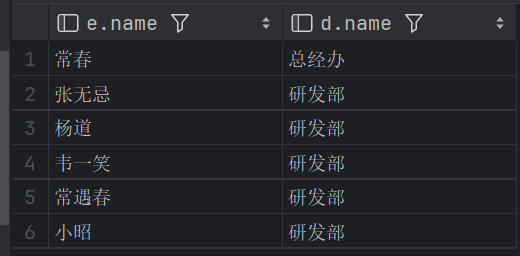 e.name d.name
1 常春 总经办
2 张无忌 研发部
3 杨道 研发部
4 韦一笑 研发部
5 常遇春 研发部
6 小昭 研发部